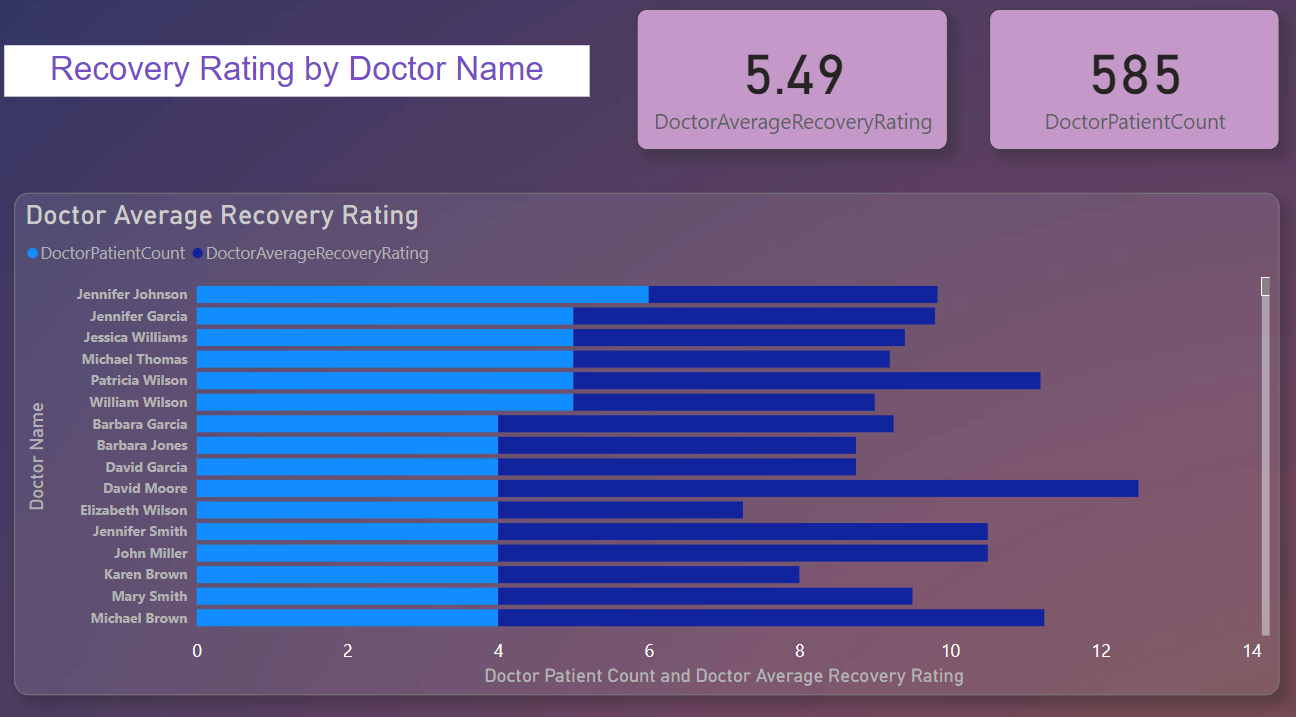 Recovery Rating by Doctor Name
5.49
DoctorAverageRecoveryRating
585
DoctorPatientCount
Doctor Average Recovery Rating
DoctorPatientCount DoctorAverageRecoveryRating
Doctor Name
Jennifer Johnson
Jennifer Garcia
Jessica Williams
Michael Thomas
Patricia Wilson
William Wilson
Barbara Garcia
Barbara Jones
David Garcia
David Moore
Elizabeth Wilson
Jennifer Smith
John Miller
Karen Brown
Mary Smith
Michael Brown
0 2 4 6 8 10 12 14
Doctor Patient Count and Doctor Average Recovery Rating